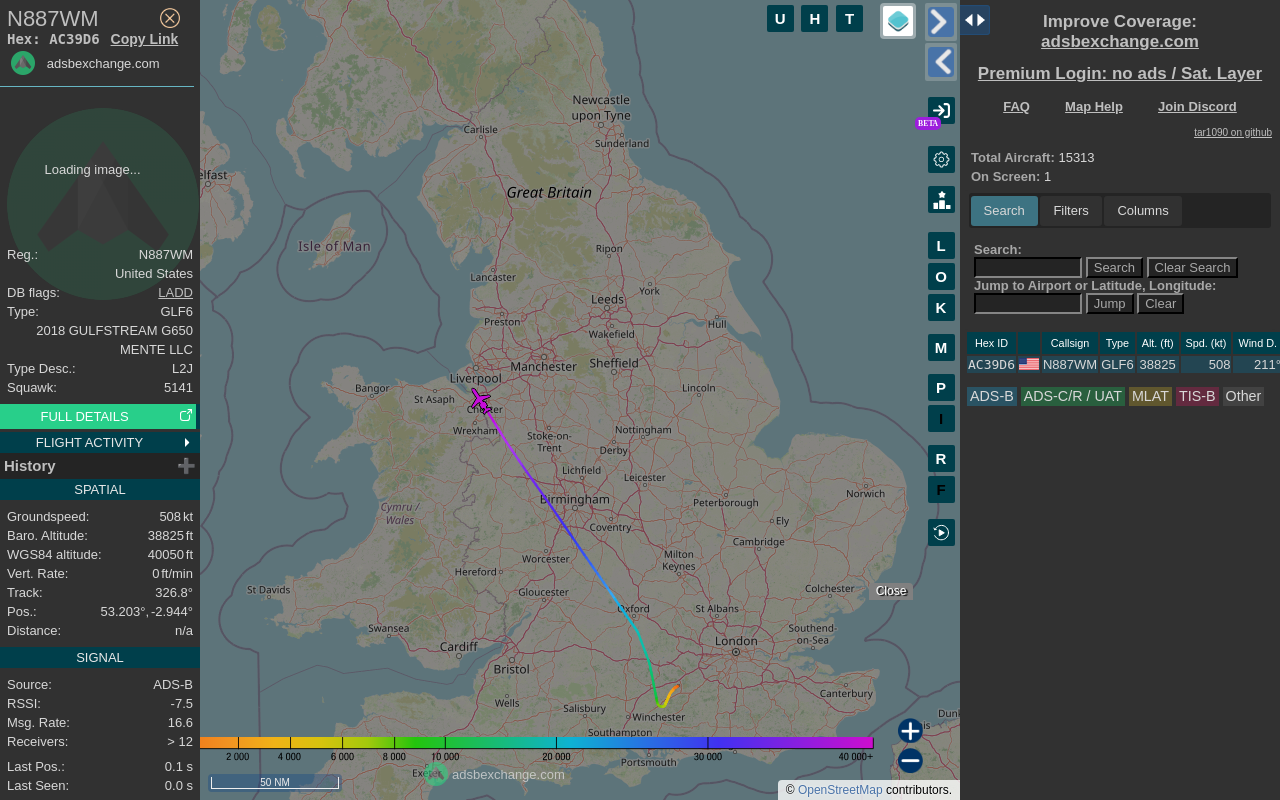 N887WM
Hex: AC39D6 Copy Link
adsbexchange.com
Loading image...
Reg.: N887WM
United States
DB flags: LADD
Type: GLF6
2018 GULFSTREAM G650
MENTE LLC
Type Desc.: L2J
Squawk: 5141
FULL DETAILS
FLIGHT ACTIVITY
History
SPATIAL
Groundspeed: 508 kt
Baro. Altitude: 38825 ft
WGS84 altitude: 40050 ft
Vert. Rate: 0 ft/min
Track: 326.8°
Pos.: 53.203°, -2.944°
Distance: n/a
SIGNAL
Source: ADS-B
RSSI: -7.5
Msg. Rate: 16.6
Receivers: > 12
Last Pos.: 0.1 s
Last Seen: 0.0 s
U H T
Newcastle
upon Tyne
Carlisle
Sunderland
elfast
Great Britain
Isle of Man
Ripon
Lancaster
York
Leeds
Preston
Hull
Wakefield
Manchester
Sheffield
Liverpool
Bangor
St Asaph
Lincoln
Chester
Wrexham
Stoke-on-
Trent
Nottingham
Derby
Lichfield
Leicester
Norwich
Birmingham
Peterborough
Cymru /
Wales
Coventry
Ely
Cambridge
Worcester
Milton
Keynes
Hereford
St Davids
Gloucester
Colchester
Oxford
St Albans
Swansea
Southend-
on-Sea
Cardiff
London
Bristol
Canterbury
Wells
Salisbury
Winchester
Southampton
Portsmouth
Dun
is
Exeter
BETA
L
O
K
M
P
I
R
F
Close
2 000 4 000 6 000 8 000 10 000 20 000 30 000 40 000+
adsbexchange.com
50 NM
© OpenStreetMap contributors.
Improve Coverage:
adsbexchange.com
Premium Login: no ads / Sat. Layer
FAQ Map Help Join Discord
tar1090 on github
Total Aircraft: 15313
On Screen: 1
Search Filters Columns
Search:
Search Clear Search
Jump to Airport or Latitude, Longitude:
Jump Clear
Hex ID Callsign Type Alt. (ft) Spd. (kt) Wind D.
AC39D6 N887WM GLF6 38825 508 211°
ADS-B ADS-C/R / UAT MLAT TIS-B Other